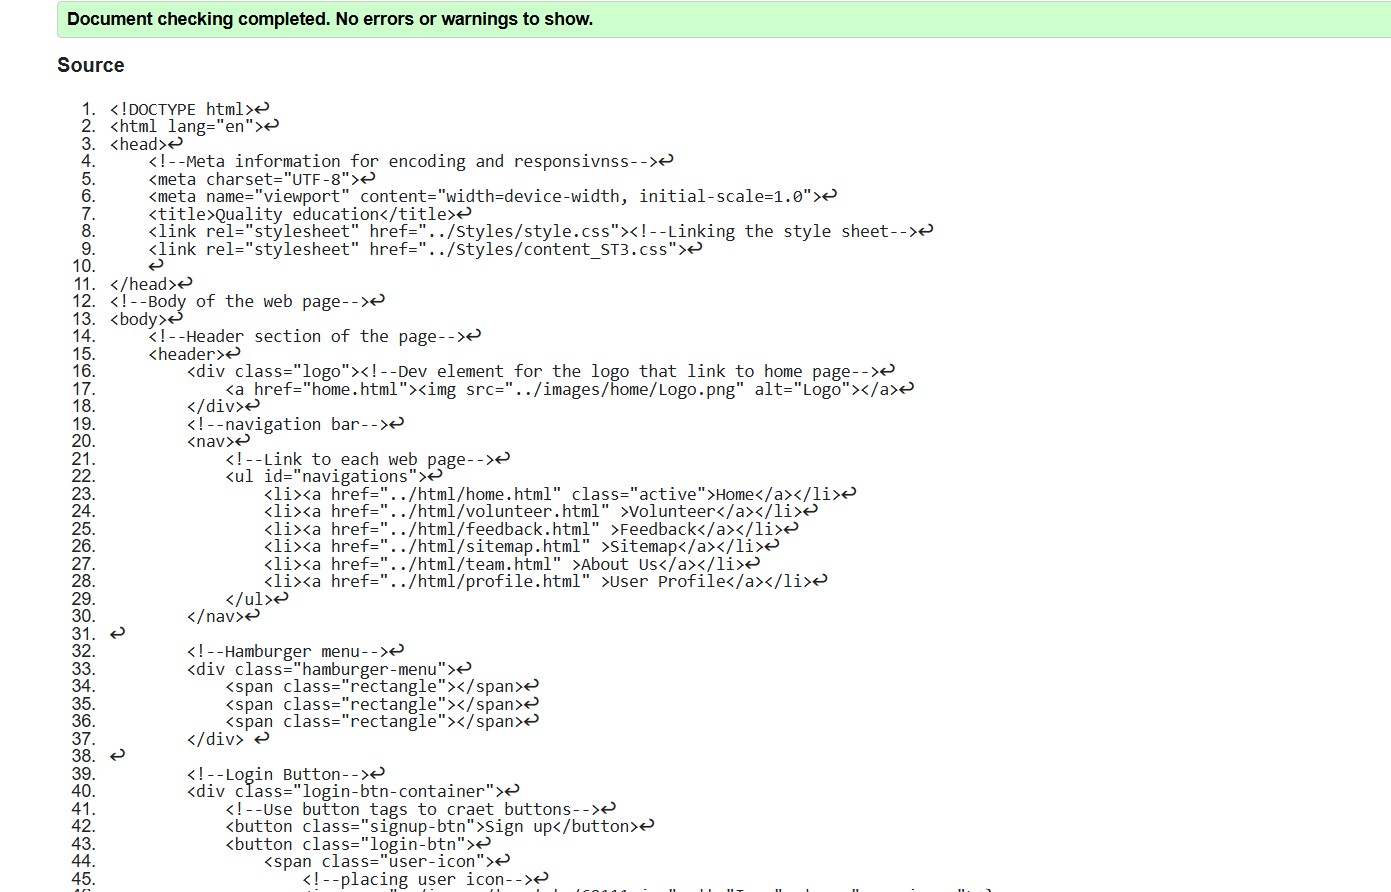 Document checking completed. No errors or warnings to show.
Source
1. <!DOCTYPE html>↩
2. <html lang="en">↩
3. <head>↩
4.     <!--Meta information for encoding and responsivnss-->↩
5.     <meta charset="UTF-8">↩
6.     <meta name="viewport" content="width=device-width, initial-scale=1.0">↩
7.     <title>Quality education</title>↩
8.     <link rel="stylesheet" href="../Styles/style.css"><!--Linking the style sheet-->↩
9.     <link rel="stylesheet" href="../Styles/content_ST3.css">↩
10.     ↩
11. </head>↩
12. <!--Body of the web page-->↩
13. <body>↩
14.     <!--Header section of the page-->↩
15.     <header>↩
16.         <div class="logo"><!--Dev element for the logo that link to home page-->↩
17.             <a href="home.html"><img src="../images/home/Logo.png" alt="Logo"></a>↩
18.         </div>↩
19.         <!--navigation bar-->↩
20.         <nav>↩
21.             <!--Link to each web page-->↩
22.             <ul id="navigations">↩
23.                 <li><a href="../html/home.html" class="active">Home</a></li>↩
24.                 <li><a href="../html/volunteer.html" >Volunteer</a></li>↩
25.                 <li><a href="../html/feedback.html" >Feedback</a></li>↩
26.                 <li><a href="../html/sitemap.html" >Sitemap</a></li>↩
27.                 <li><a href="../html/team.html" >About Us</a></li>↩
28.                 <li><a href="../html/profile.html" >User Profile</a></li>↩
29.             </ul>↩
30.         </nav>↩
31. ↩
32.         <!--Hamburger menu-->↩
33.         <div class="hamburger-menu">↩
34.             <span class="rectangle"></span>↩
35.             <span class="rectangle"></span>↩
36.             <span class="rectangle"></span>↩
37.         </div> ↩
38. ↩
39.         <!--Login Button-->↩
40.         <div class="login-btn-container">↩
41.             <!--Use button tags to craet buttons-->↩
42.             <button class="signup-btn">Sign up</button>↩
43.             <button class="login-btn">↩
44.                 <span class="user-icon">↩
45.                     <!--placing user icon-->↩